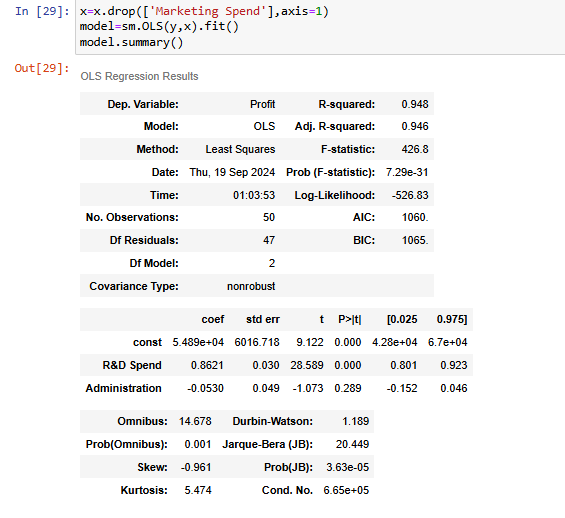 In [29]: x=x.drop(['Marketing Spend'],axis=1)
model=sm.OLS(y,x).fit()
model.summary()
Out[29]: OLS Regression Results
Dep. Variable: Profit R-squared: 0.948
Model: OLS Adj. R-squared: 0.946
Method: Least Squares F-statistic: 426.8
Date: Thu, 19 Sep 2024 Prob (F-statistic): 7.29e-31
Time: 01:03:53 Log-Likelihood: -526.83
No. Observations: 50 AIC: 1060.
Df Residuals: 47 BIC: 1065.
Df Model: 2
Covariance Type: nonrobust
coef std err t P>|t| [0.025 0.975]
const 5.489e+04 6016.718 9.122 0.000 4.28e+04 6.7e+04
R&D Spend 0.8621 0.030 28.589 0.000 0.801 0.923
Administration -0.0530 0.049 -1.073 0.289 -0.152 0.046
Omnibus: 14.678 Durbin-Watson: 1.189
Prob(Omnibus): 0.001 Jarque-Bera (JB): 20.449
Skew: -0.961 Prob(JB): 3.63e-05
Kurtosis: 5.474 Cond. No. 6.65e+05